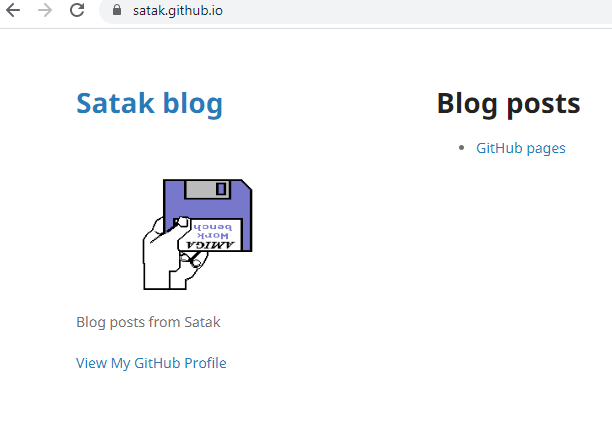 satak.github.io
Satak blog
Work
bench
AMIGA
Blog posts from Satak
View My GitHub Profile
Blog posts
GitHub pages